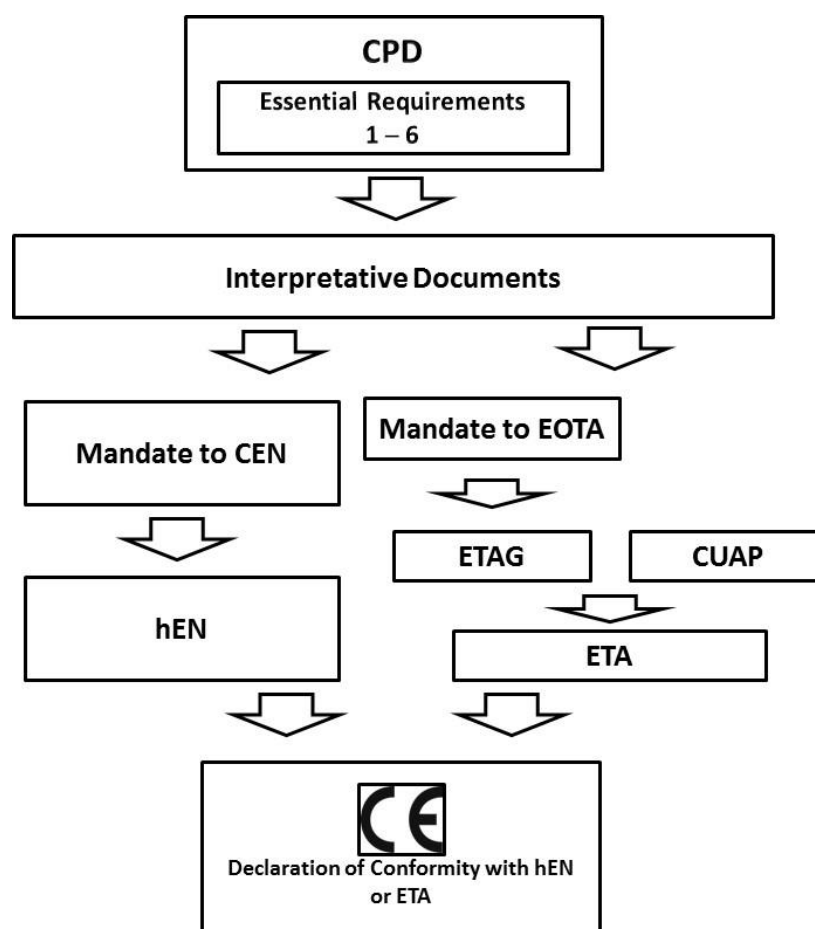 CPD
Essential Requirements
1 – 6
Interpretative Documents
Mandate to CEN
Mandate to EOTA
ETAG
CUAP
hEN
ETA
CE
Declaration of Conformity with hEN
or ETA